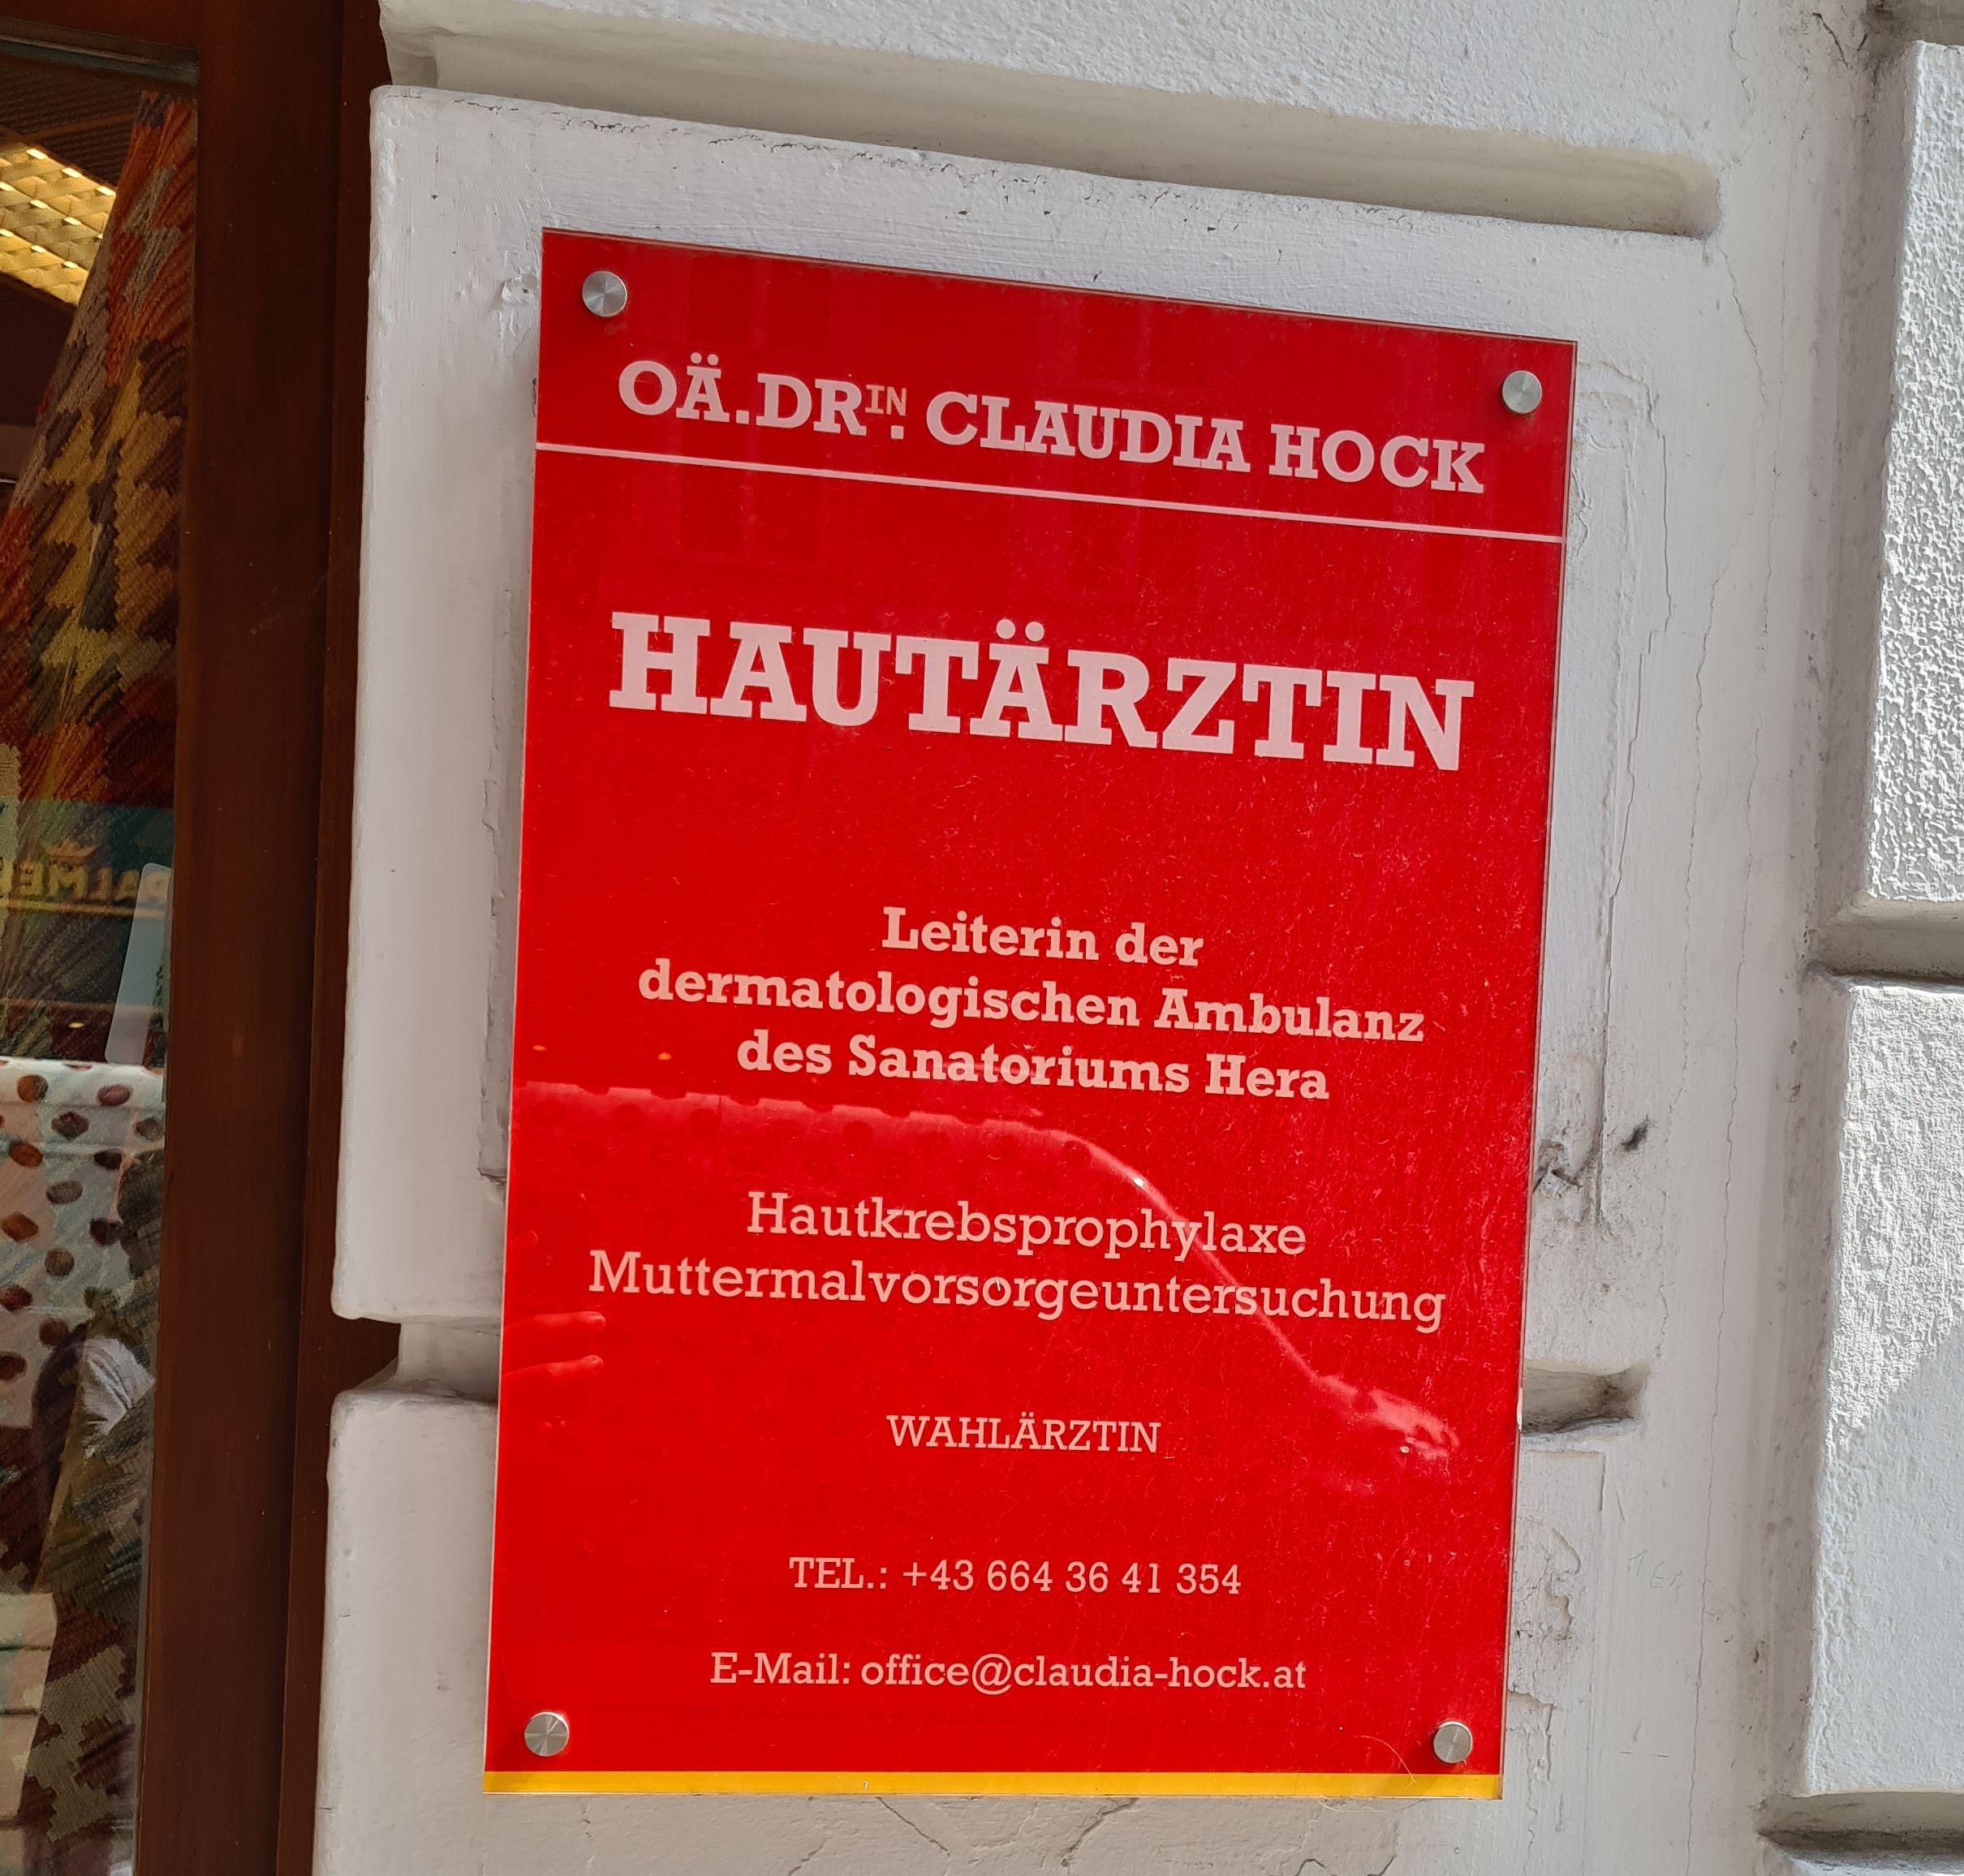 OÄ.DRIN. CLAUDIA HOCK
HAUTÄRZTIN
Leiterin der
dermatologischen Ambulanz
des Sanatoriums Hera
Hautkrebsprophylaxe
Muttermalvorsorgeuntersuchung
WAHLÄRZTIN
TEL.: +43 664 36 41 354
E-Mail: office@claudia-hock.at